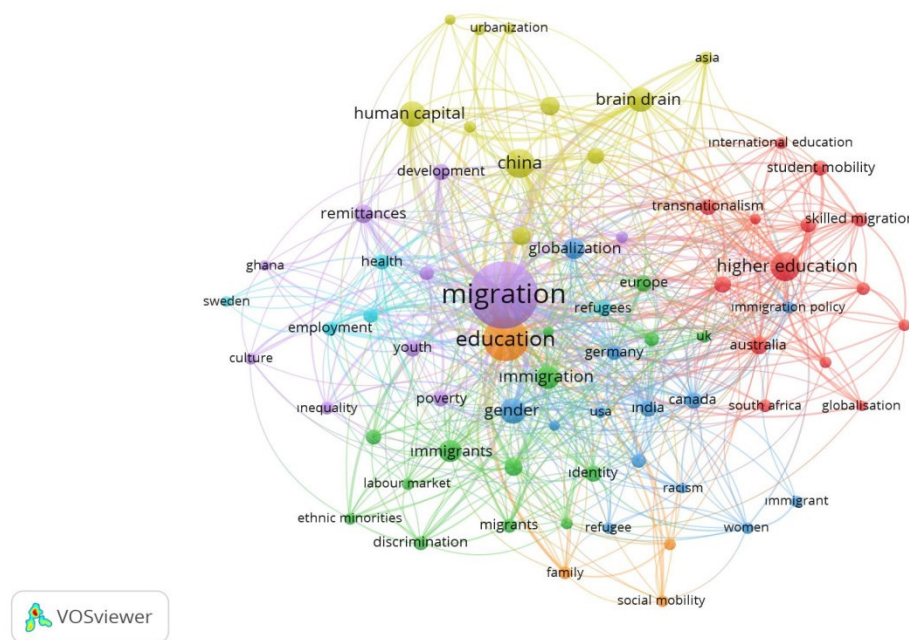 urbanization
asia
brain drain
human capital
international education
china
student mobility
development
transnationalism
remittances
skilled migration
globalization
ghana
health
higher education
europe
migration
sweden
refugees
immigration policy
employment
education
uk
youth
germany
australia
culture
immigration
poverty
canada
inequality
gender
usa
india
south africa
globalisation
immigrants
identity
labour market
racism
immigrant
ethnic minorities
migrants
refugee
women
discrimination
family
social mobility
VOSviewer